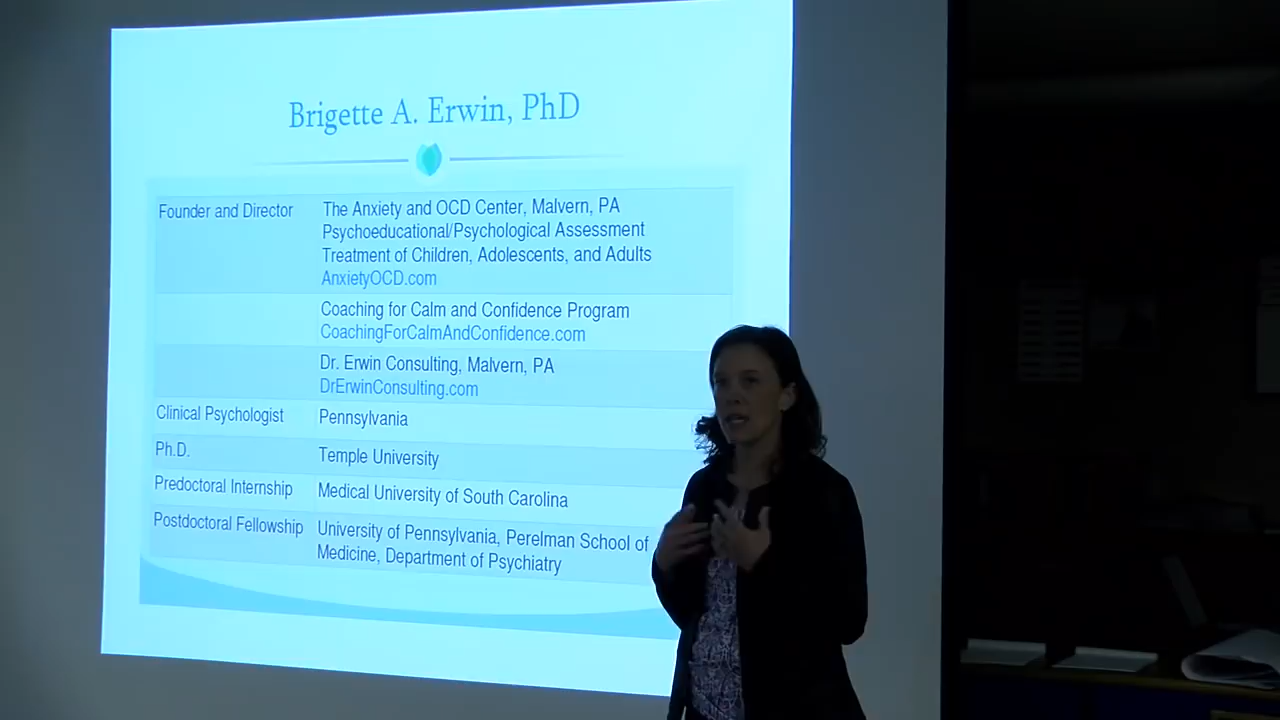 Brigette A. Erwin, PhD
Founder and Director
The Anxiety and OCD Center, Malvern, PA
Psychoeducational/Psychological Assessment
Treatment of Children, Adolescents, and Adults
AnxietyOCD.com
Coaching for Calm and Confidence Program
CoachingForCalmAndConfidence.com
Dr. Erwin Consulting, Malvern, PA
DrErwinConsulting.com
Clinical Psychologist
Pennsylvania
Ph.D.
Temple University
Predoctoral Internship
Medical University of South Carolina
Postdoctoral Fellowship
University of Pennsylvania, Perelman School of
Medicine, Department of Psychiatry